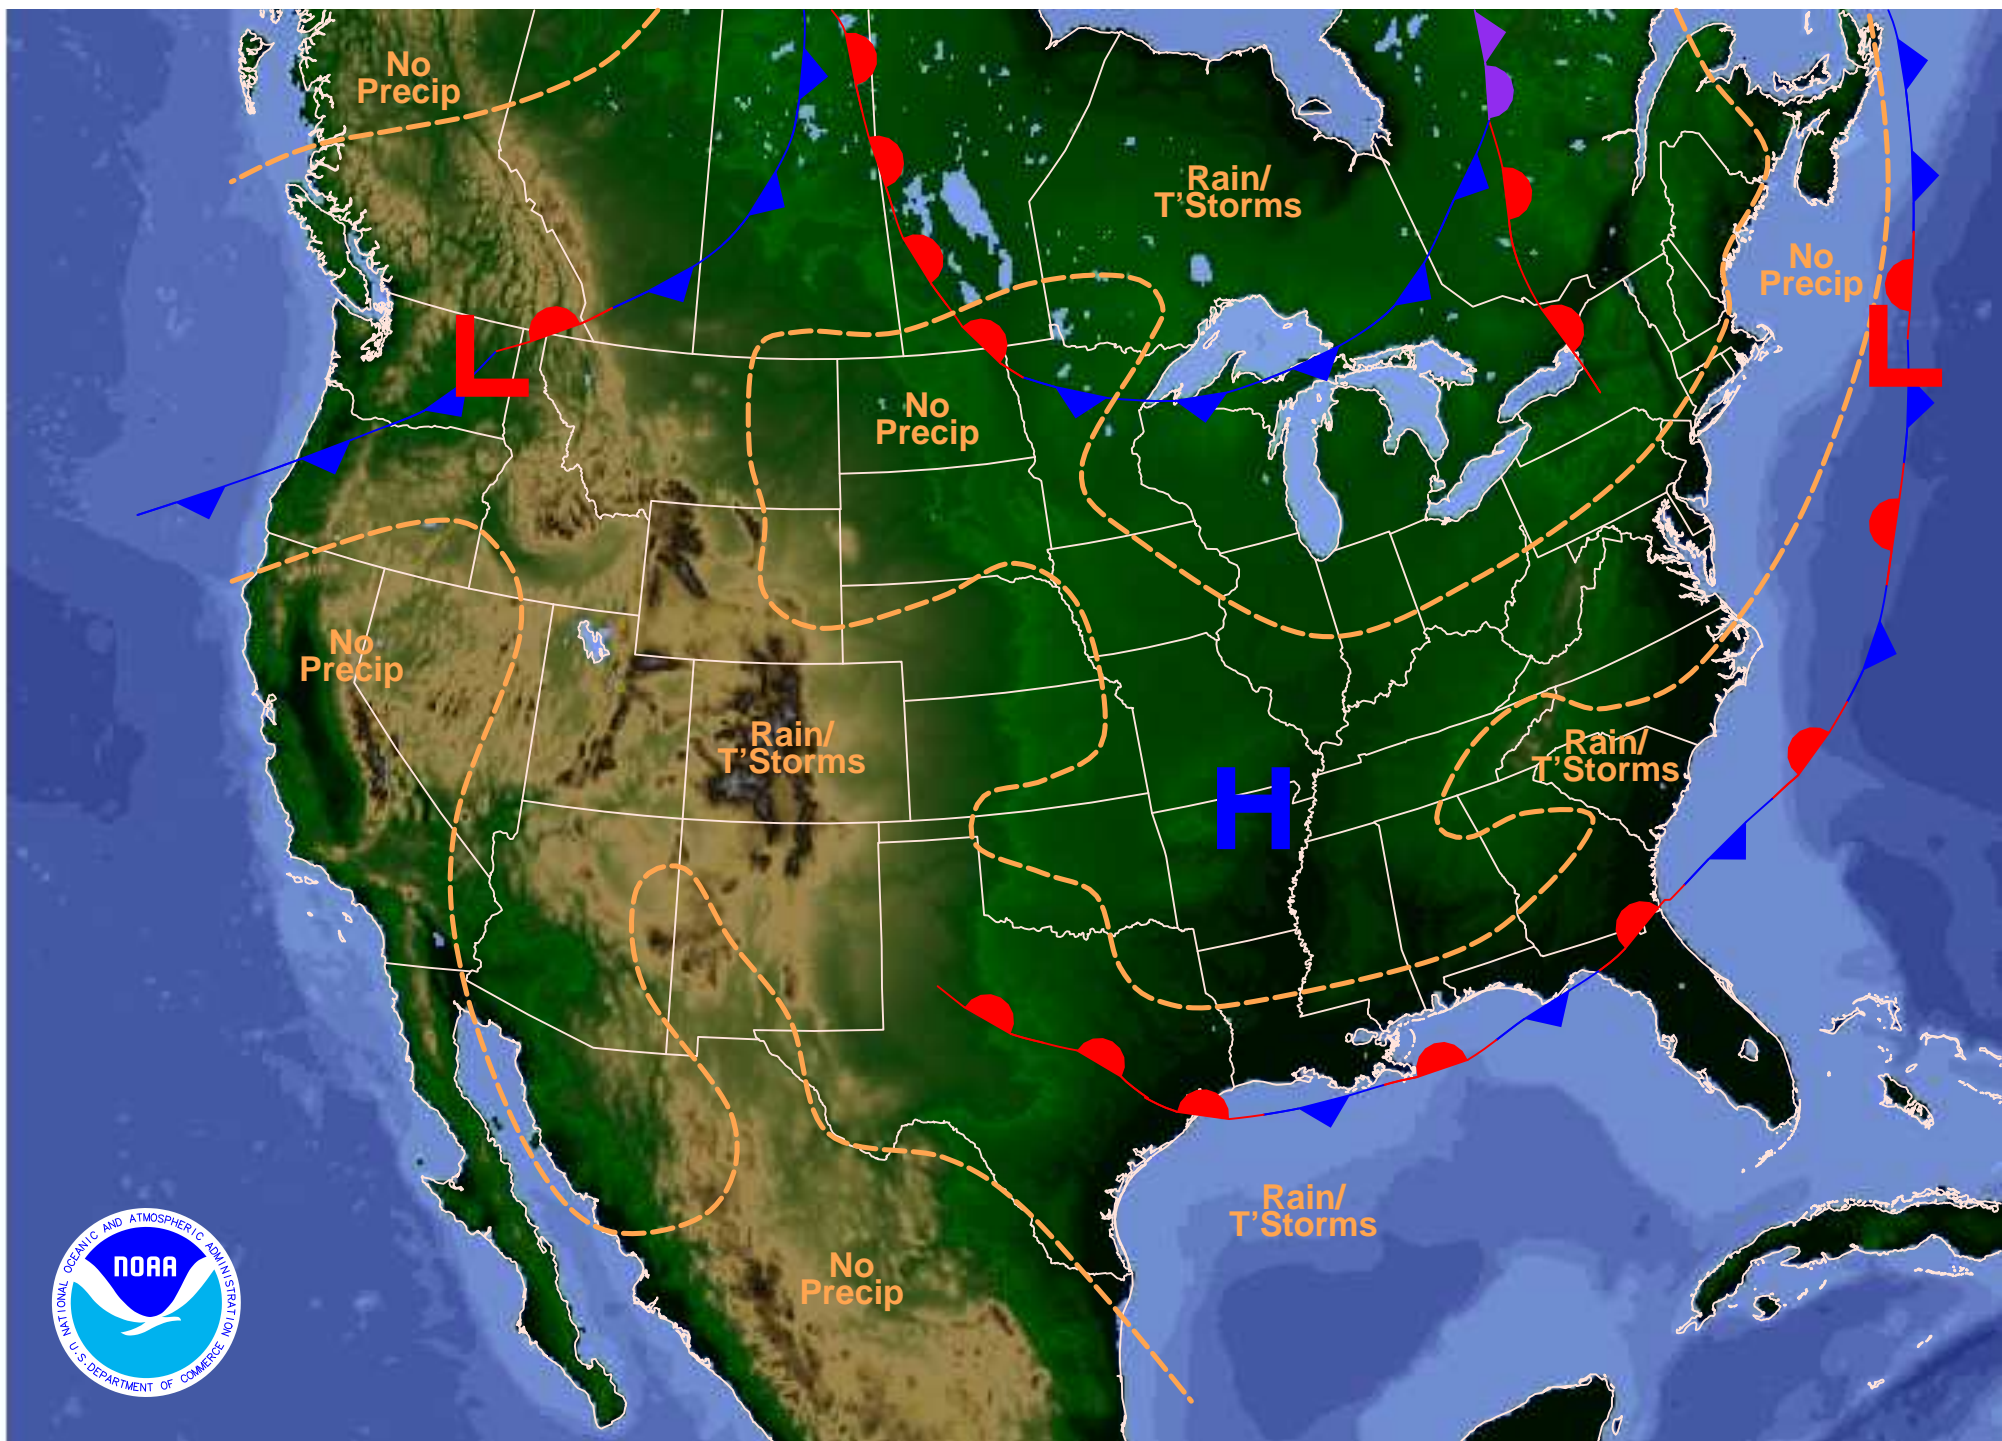 No
Precip
Rain/
T'Storms
No
Precip
L
L
No
Precip
No
Precip
Rain/
T'Storms
Rain/
T'Storms
H
Rain/
T'Storms
No
Precip
NATIONAL OCEANIC AND ATMOSPHERIC ADMINISTRATION
NOAA
U.S. DEPARTMENT OF COMMERCE